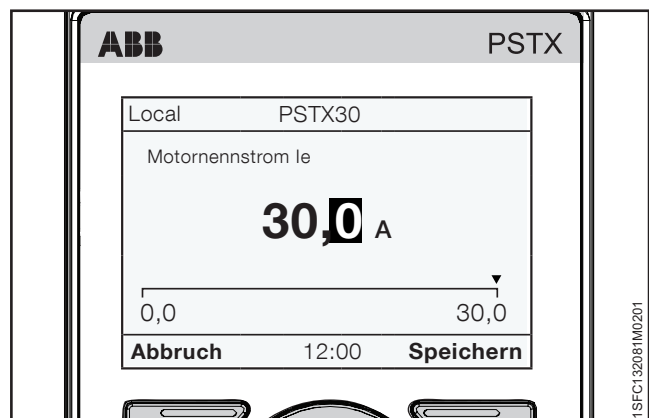 ABB PSTX
Local PSTX30
Motornennstrom Ie
30,0 A
0,0 30,0
Abbruch 12:00 Speichern
1SFC132081M0201